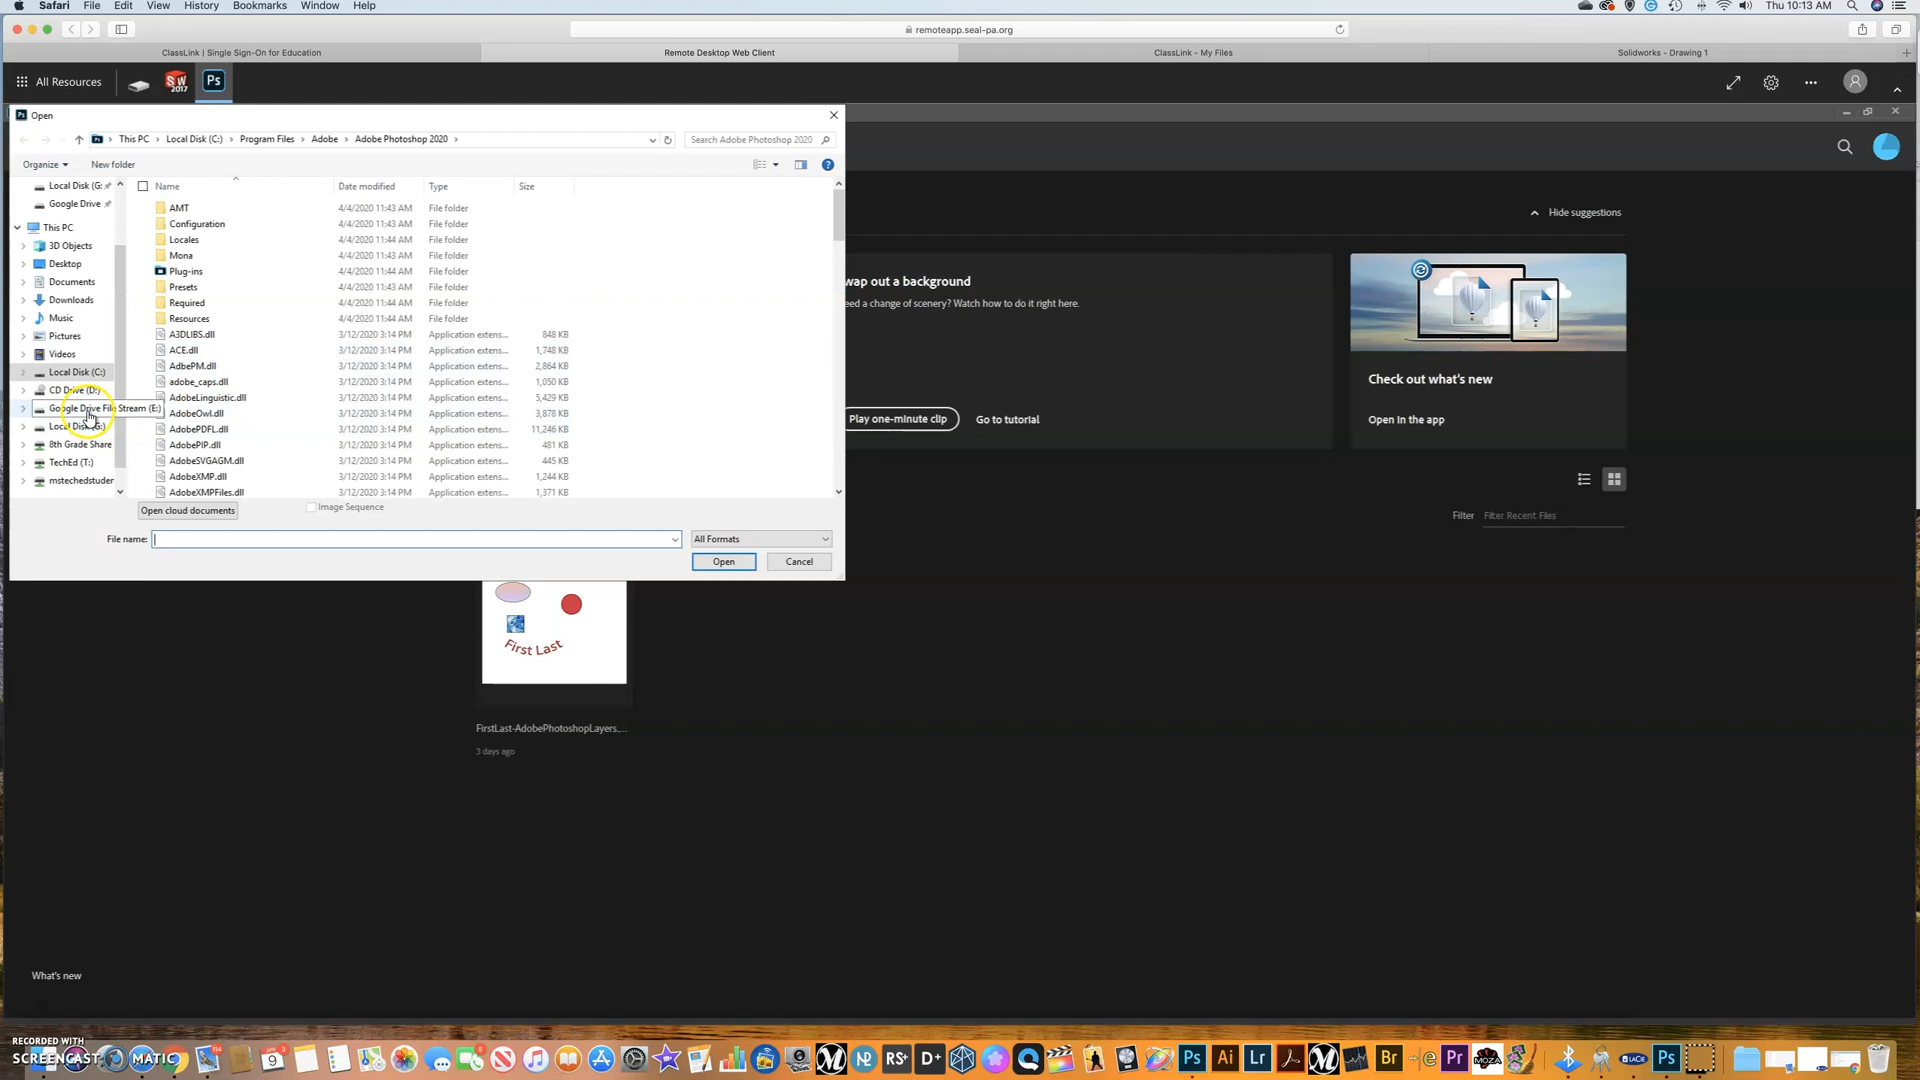 Safari File Edit View History Bookmarks Window Help Thu 10:13 AM
remoteapp.seal-pa.org
ClassLink | Single Sign-On for Education Remote Desktop Web Client ClassLink - My Files Solidworks - Drawing 1
All Resources SW 2017 Ps
Open
This PC Local Disk (C:) Program Files Adobe Adobe Photoshop 2020 Search Adobe Photoshop 2020
Organize New folder
Name Date modified Type Size
Local Disk (G:
Google Drive
This PC
3D Objects
Desktop
Documents
Downloads
Music
Pictures
Videos
Local Disk (C:)
CD Drive (D:)
Google Drive File Stream (E:)
Local Disk (G:)
8th Grade Share
TechEd (T:)
mstechedstuder
AMT 4/4/2020 11:43 AM File folder
Configuration 4/4/2020 11:43 AM File folder
Locales 4/4/2020 11:44 AM File folder
Mona 4/4/2020 11:43 AM File folder
Plug-ins 4/4/2020 11:44 AM File folder
Presets 4/4/2020 11:43 AM File folder
Required 4/4/2020 11:44 AM File folder
Resources 4/4/2020 11:44 AM File folder
A3DLIBS.dll 3/12/2020 3:14 PM Application extens... 848 KB
ACE.dll 3/12/2020 3:14 PM Application extens... 1,748 KB
AdbePM.dll 3/12/2020 3:14 PM Application extens... 2,864 KB
adobe_caps.dll 3/12/2020 3:14 PM Application extens... 1,050 KB
AdobeLinguistic.dll 3/12/2020 3:14 PM Application extens... 5,429 KB
AdobeOwl.dll 3/12/2020 3:14 PM Application extens... 3,878 KB
AdobePDFL.dll 3/12/2020 3:14 PM Application extens... 11,246 KB
AdobePIP.dll 3/12/2020 3:14 PM Application extens... 481 KB
AdobeSVGAGM.dll 3/12/2020 3:14 PM Application extens... 445 KB
AdobeXMP.dll 3/12/2020 3:14 PM Application extens... 1,244 KB
AdobeXMPFiles.dll 3/12/2020 3:14 PM Application extens... 1,371 KB
Open cloud documents Image Sequence
File name: All Formats
Open Cancel
Hide suggestions
wap out a background
eed a change of scenery? Watch how to do it right here.
Play one-minute clip Go to tutorial
Check out what's new
Open in the app
Filter Filter Recent Files
First Last
FirstLast-AdobePhotoshopLayers....
3 days ago
What's new
RECORDED WITH
SCREENCAST MATIC
APR 9 RS+ D+ Ps Ai Lr Br Pr MOZA LACIE Ps